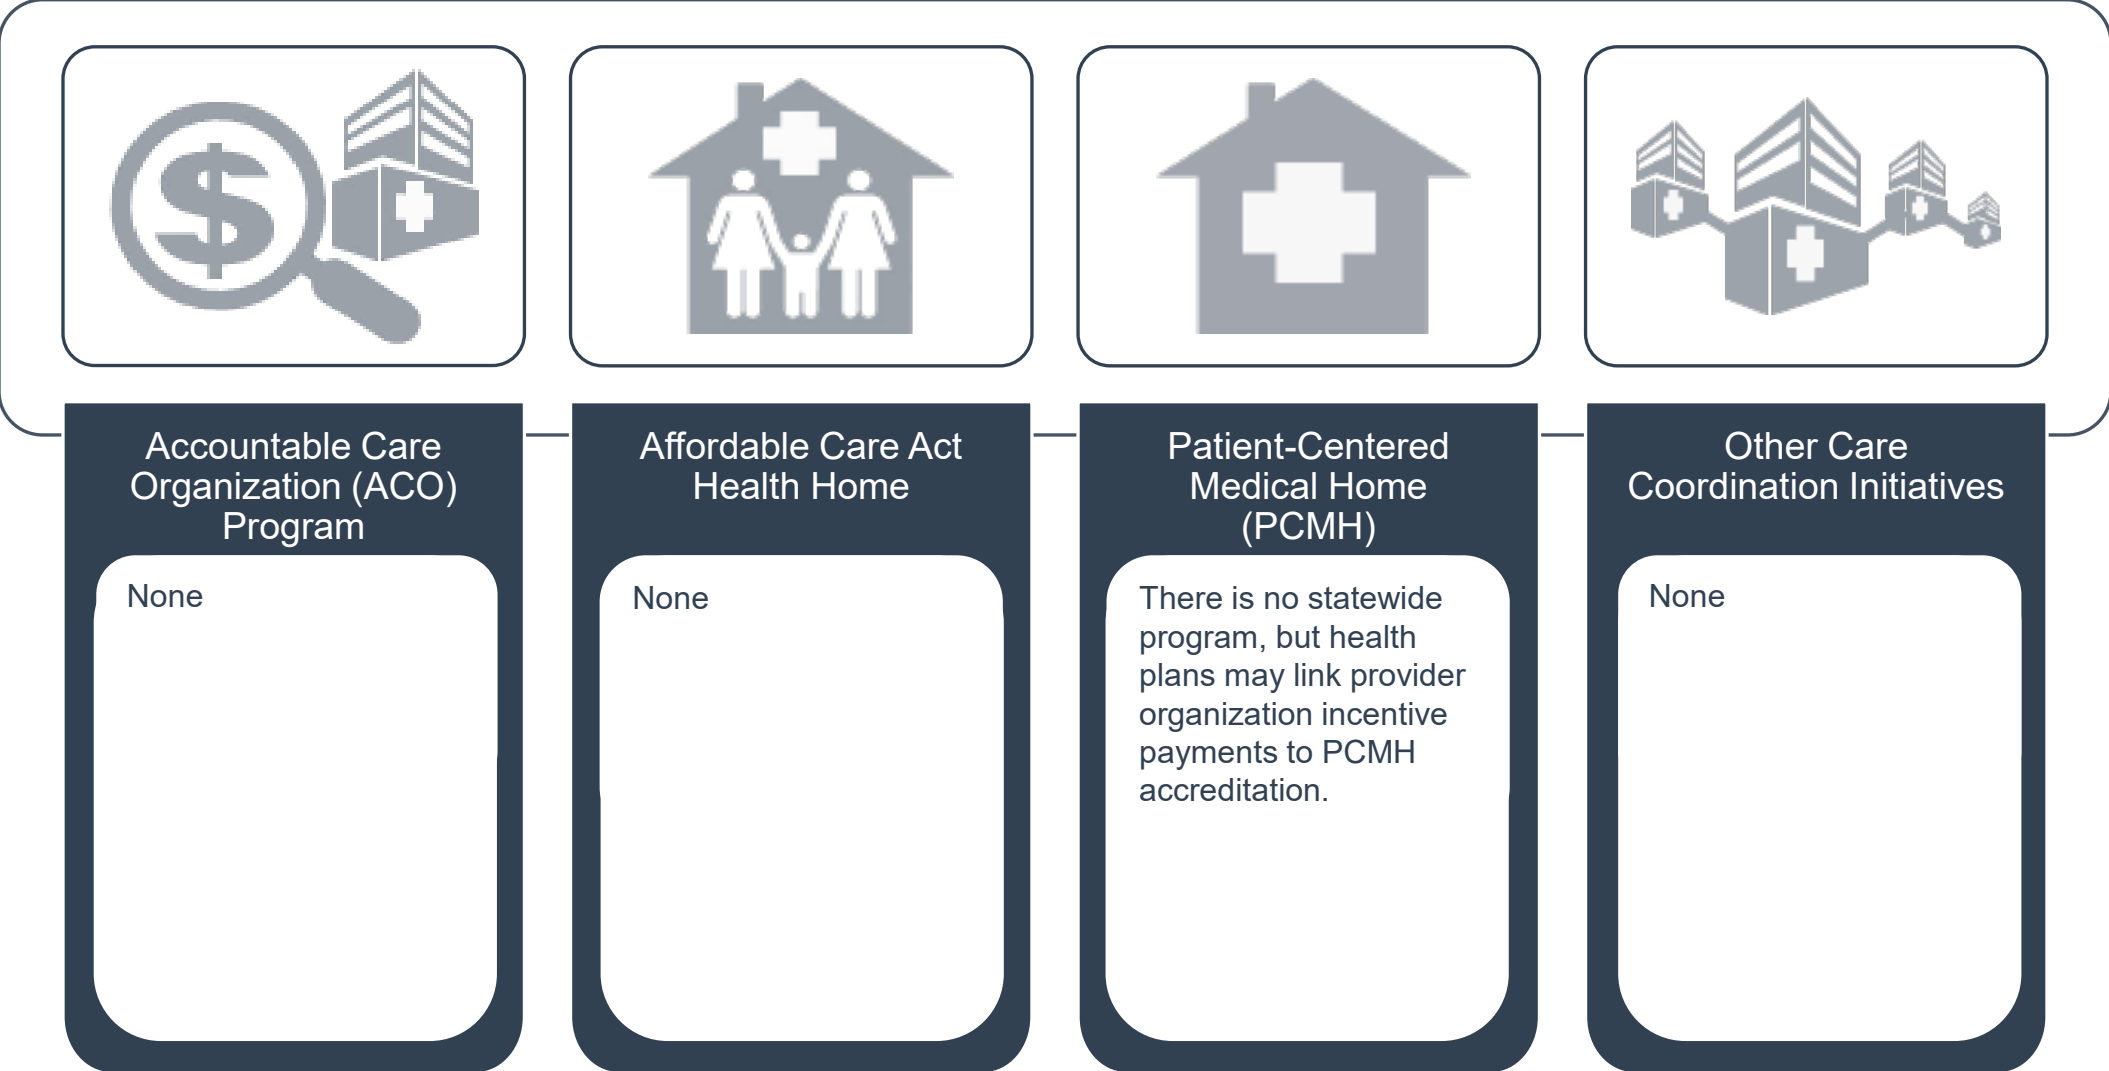 Accountable Care
Organization (ACO)
Program
None
Affordable Care Act
Health Home
None
Patient-Centered
Medical Home
(PCMH)
There is no statewide
program, but health
plans may link provider
organization incentive
payments to PCMH
accreditation.
Other Care
Coordination Initiatives
None